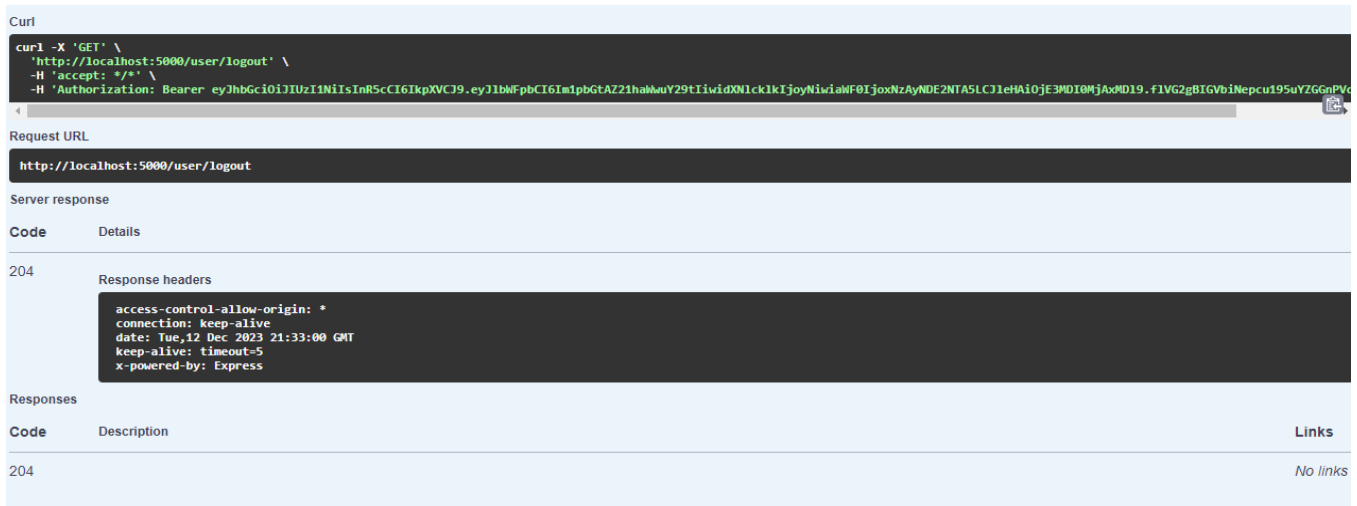 Curl
curl -X 'GET' \
'http://localhost:5000/user/logout' \
-H 'accept: */*' \
-H 'Authorization: Bearer eyJhbGciOiJIUzI1NiIsInR5cCI6IkpXVCJ9.eyJlbWFpbCI6Im1pbGtAZ21haWwuY29tIiwidXNlcklkIjoyNiwiaWF0IjoxNzAyNDE2NTA5LCJleHAiOjE3MDI0MjAxMDl9.flVG2gBIGVbiNepcu195uYZGGnPVc
Request URL
http://localhost:5000/user/logout
Server response
Code Details
204
Response headers
access-control-allow-origin: *
connection: keep-alive
date: Tue,12 Dec 2023 21:33:00 GMT
keep-alive: timeout=5
x-powered-by: Express
Responses
Code Description Links
204 No links